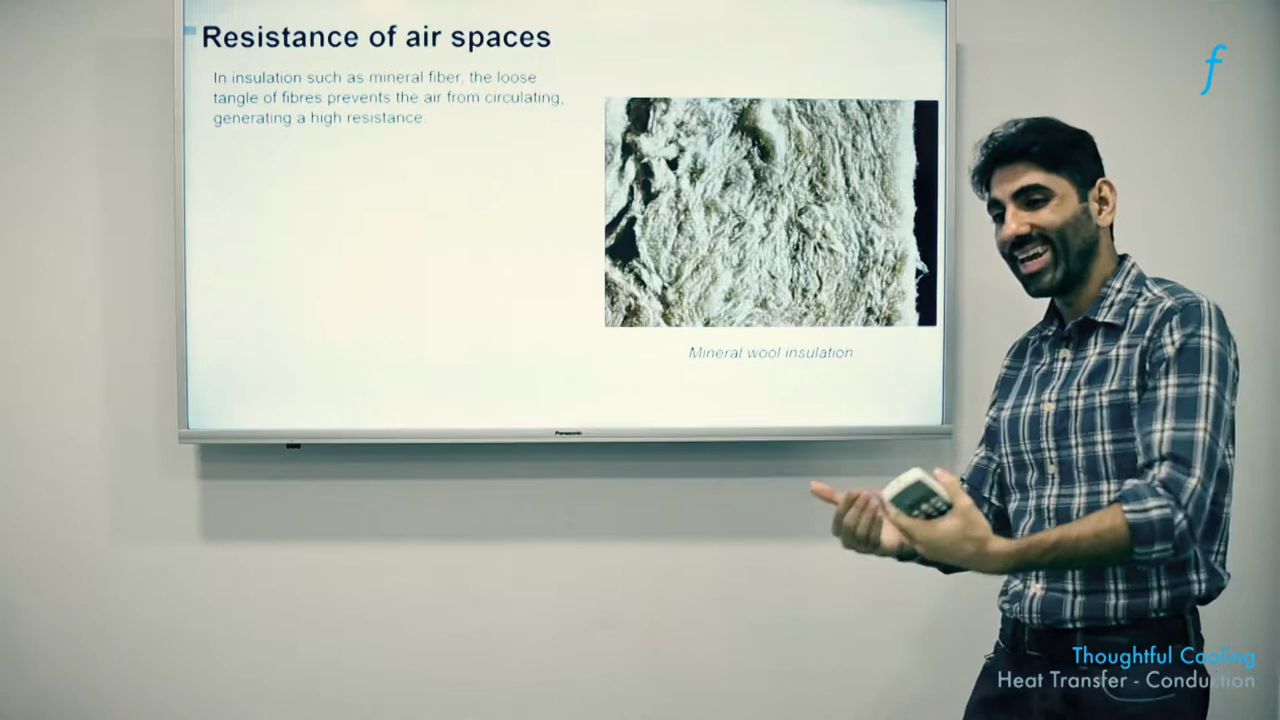 Resistance of air spaces
In insulation such as mineral fiber, the loose
tangle of fibres prevents the air from circulating,
generating a high resistance.
Mineral wool insulation
Panasonic
f
Thoughtful Cooling
Heat Transfer - Conduction